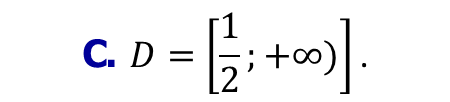 C. D = [1/2; +∞)].